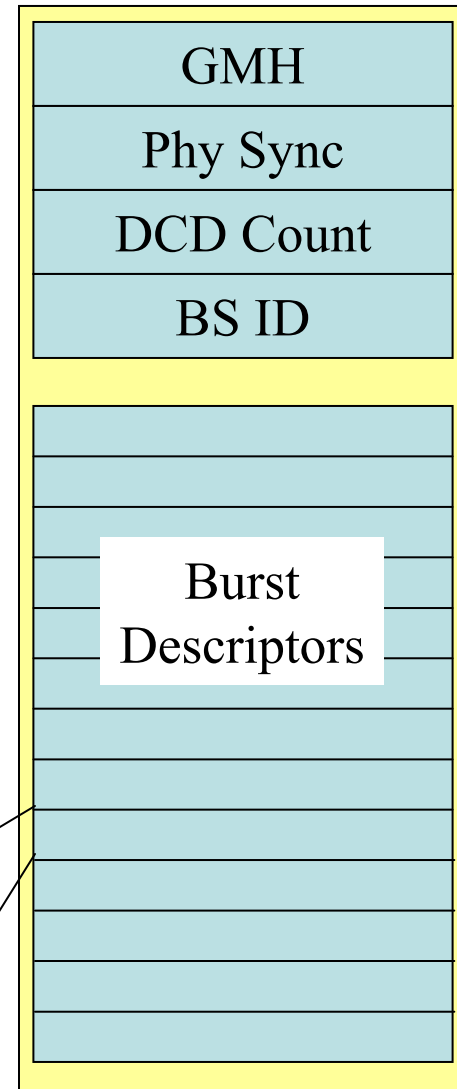 GMH
Phy Sync
DCD Count
BS ID
Burst
Descriptors